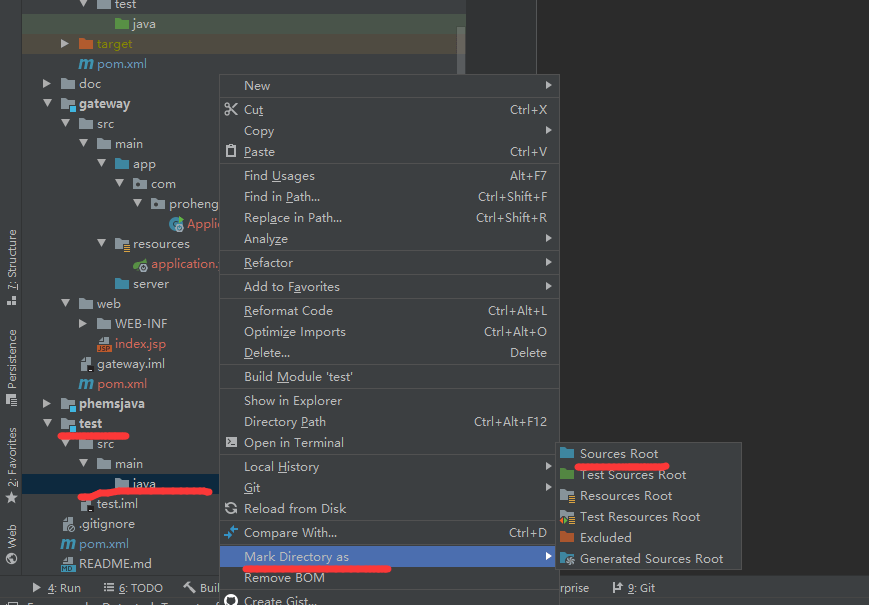 test
java
target
pom.xml
doc
gateway
src
main
app
com
proheng
Applic
resources
application.
server
web
WEB-INF
index.jsp
gateway.iml
pom.xml
phemsjava
test
src
main
java
test.iml
.gitignore
pom.xml
README.md
7: Structure
Persistence
2: Favorites
Web
New
Cut Ctrl+X
Copy
Paste Ctrl+V
Find Usages Alt+F7
Find in Path... Ctrl+Shift+F
Replace in Path... Ctrl+Shift+R
Analyze
Refactor
Add to Favorites
Reformat Code Ctrl+Alt+L
Optimize Imports Ctrl+Alt+O
Delete... Delete
Build Module 'test'
Show in Explorer
Directory Path Ctrl+Alt+F12
Open in Terminal
Local History
Git
Reload from Disk
Compare With... Ctrl+D
Mark Directory as
Remove BOM
Create Gist...
Sources Root
Test Sources Root
Resources Root
Test Resources Root
Excluded
Generated Sources Root
4: Run 6: TODO Buil prise 9: Git